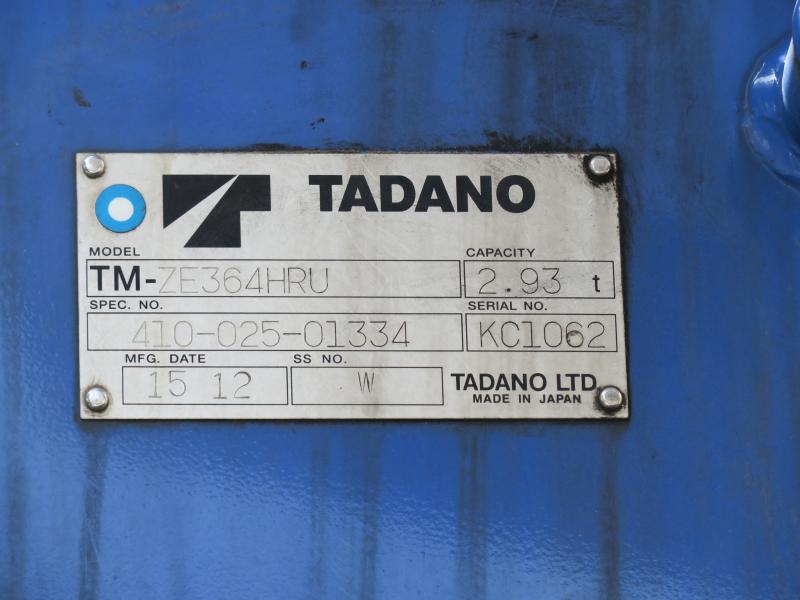 TADANO
MODEL CAPACITY
TM-ZE364HRU 2.93 t
SPEC. NO. SERIAL NO.
410-025-01334 KC1062
MFG. DATE SS NO.
15 12 W TADANO LTD.
MADE IN JAPAN